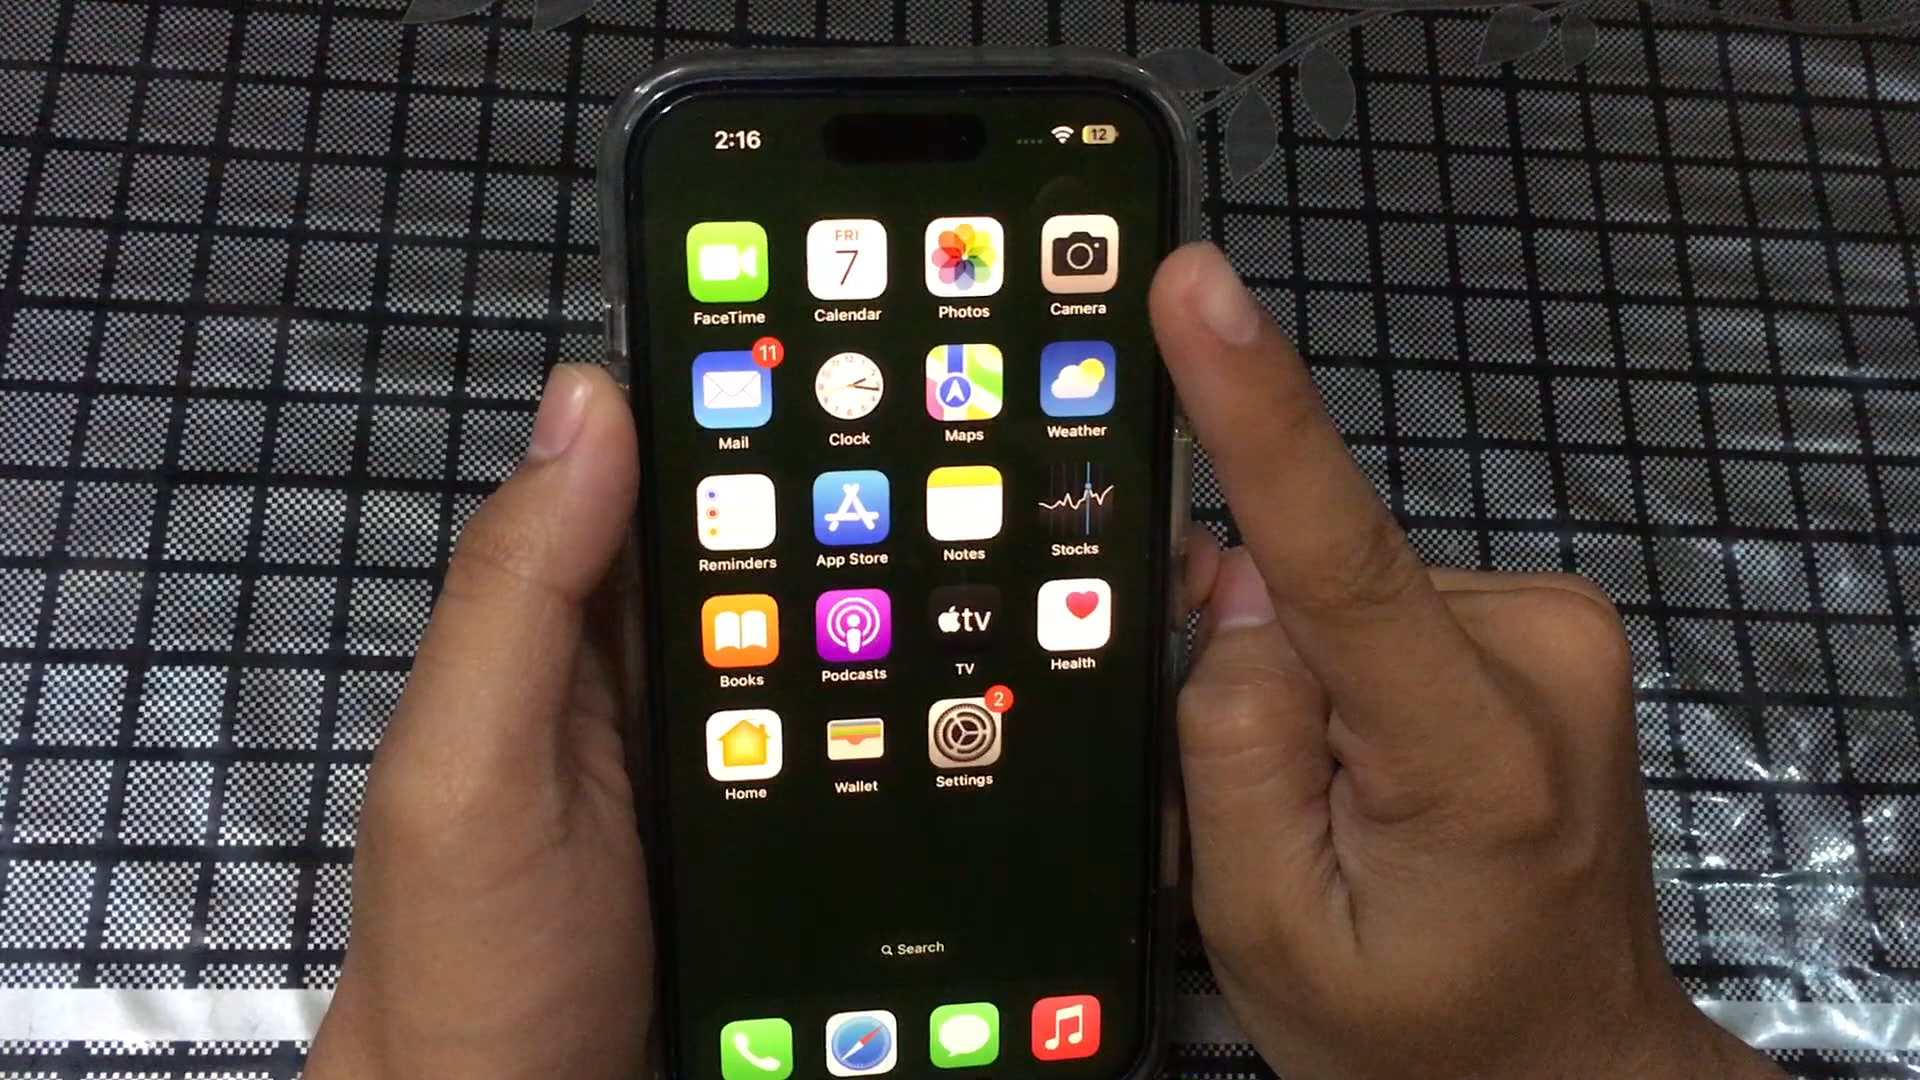 2:16 12
FRI
7
FaceTime Calendar Photos Camera
11
Mail Clock Maps Weather
Reminders App Store Notes Stocks
tv
Books Podcasts TV Health
2
Home Wallet Settings
Search